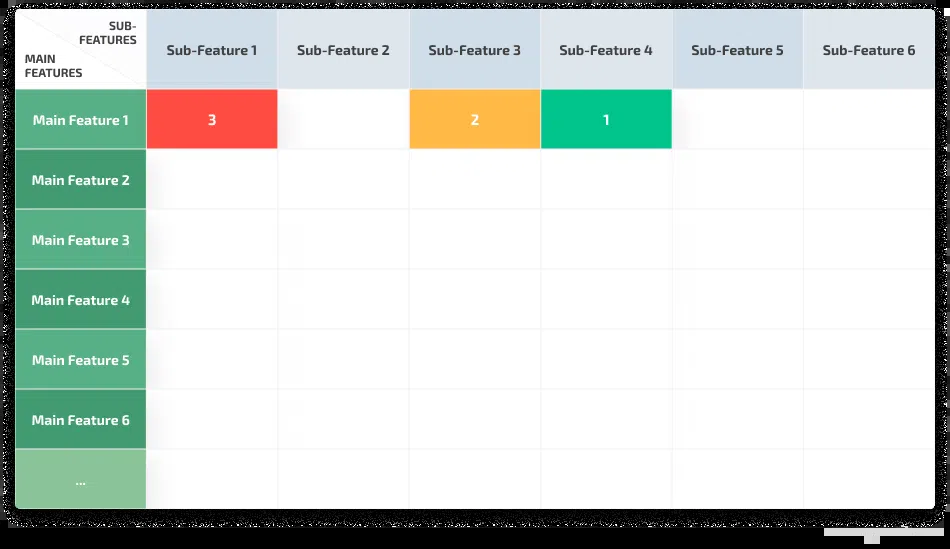 SUB-
FEATURES
MAIN
FEATURES
Sub-Feature 1
Sub-Feature 2
Sub-Feature 3
Sub-Feature 4
Sub-Feature 5
Sub-Feature 6
Main Feature 1
3
2
1
Main Feature 2
Main Feature 3
Main Feature 4
Main Feature 5
Main Feature 6
...